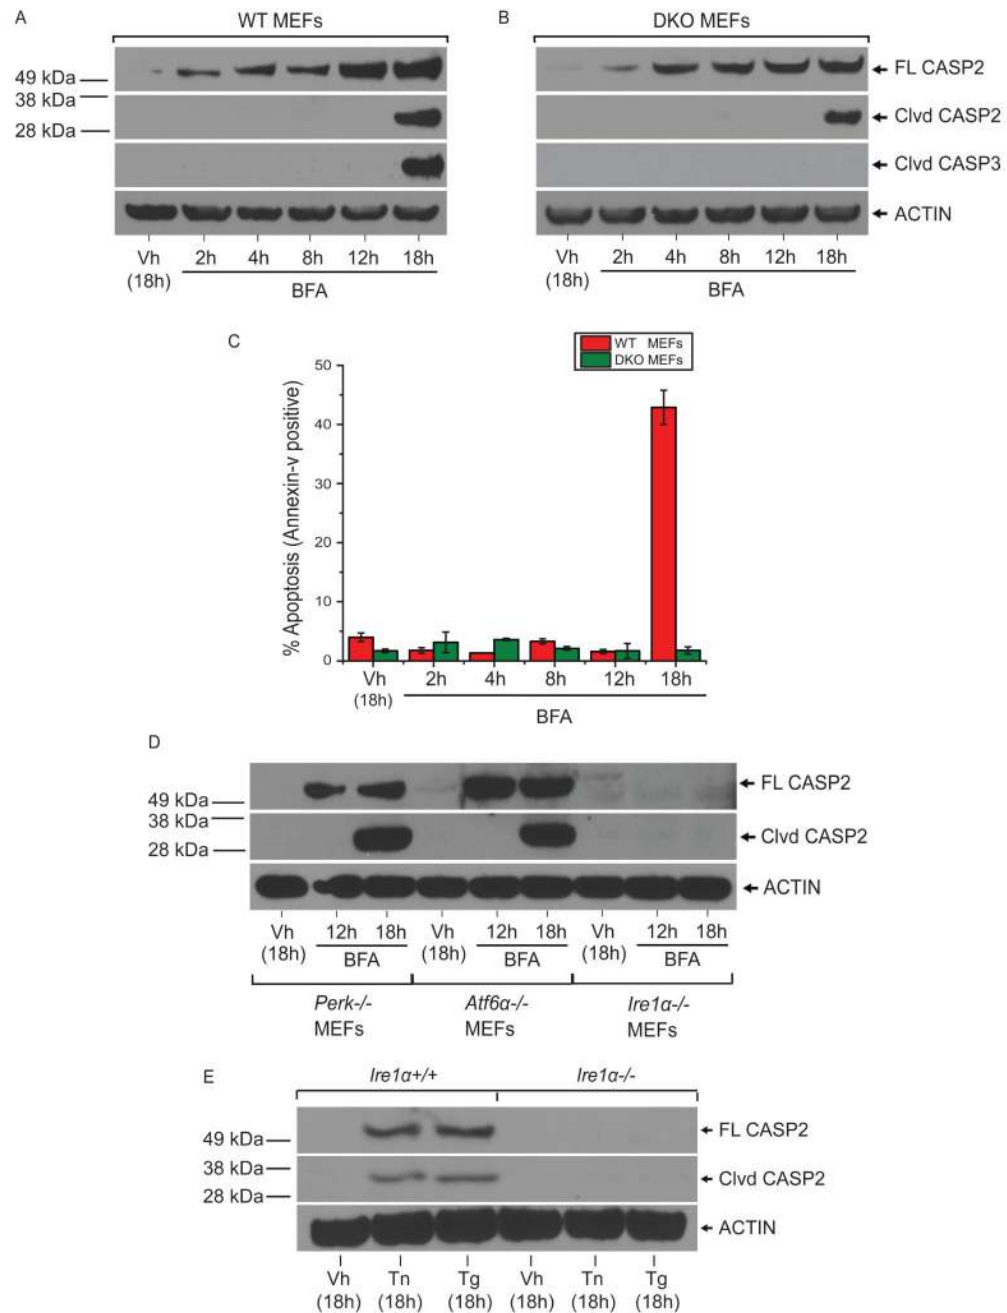 A
WT MEFs
49 kDa
38 kDa
28 kDa
Vh
(18h)
2h 4h 8h 12h 18h
BFA
B
DKO MEFs
FL CASP2
Clvd CASP2
Clvd CASP3
ACTIN
Vh
(18h)
2h 4h 8h 12h 18h
BFA
C
WT MEFs
DKO MEFs
% Apoptosis (Annexin-v positive)
50
40
30
20
10
0
Vh
(18h)
2h 4h 8h 12h 18h
BFA
D
49 kDa
38 kDa
28 kDa
FL CASP2
Clvd CASP2
ACTIN
Vh 12h 18h Vh 12h 18h Vh 12h 18h
(18h) BFA (18h) BFA (18h) BFA
Perk-/- Atf6α-/- Ire1α-/-
MEFs MEFs MEFs
E
Ire1α+/+ Ire1α-/-
49 kDa
38 kDa
28 kDa
FL CASP2
Clvd CASP2
ACTIN
Vh Tn Tg Vh Tn Tg
(18h) (18h) (18h) (18h) (18h) (18h)